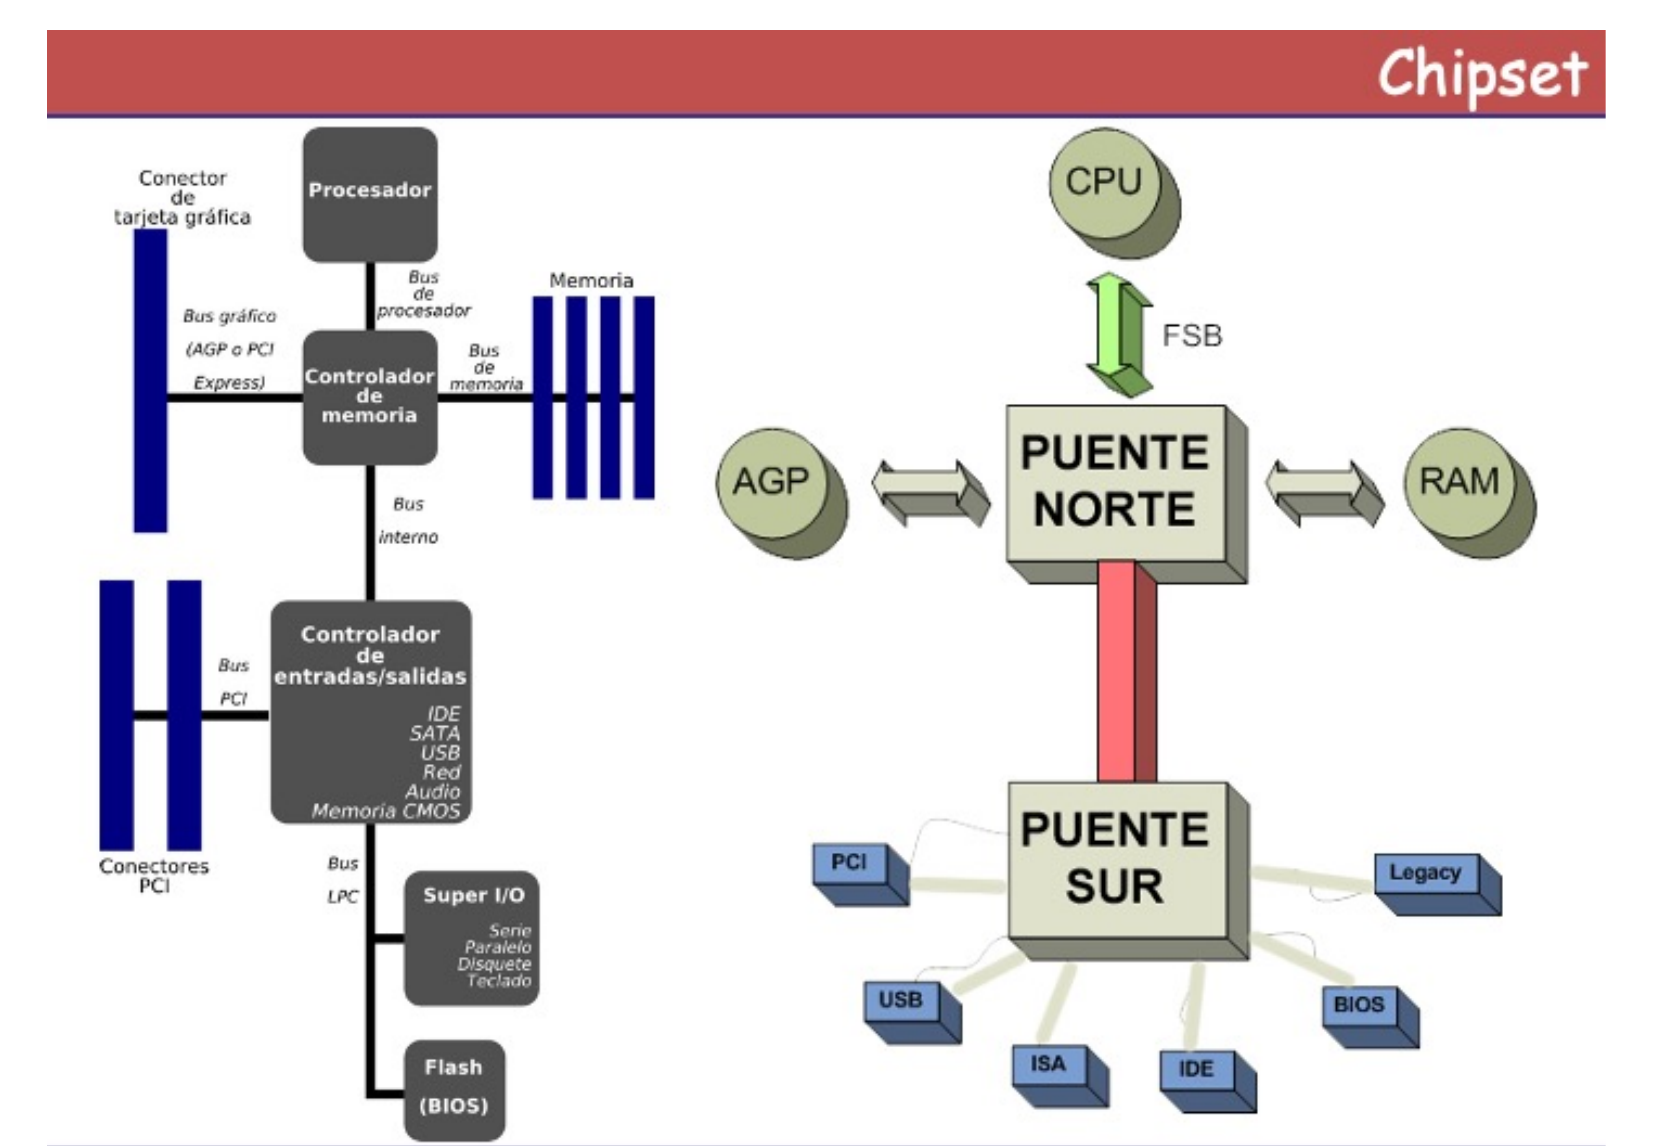 Chipset
Procesador
Conector
de
tarjeta gráfica
Bus
de
procesador
Memoria
Bus gráfico
(AGP o PCI
Express)
Controlador
de
memoria
Bus
de
memoria
Bus
interno
Controlador
de
entradas/salidas
IDE
SATA
USB
Red
Audio
Memoria CMOS
Bus
PCI
Conectores
PCI
Bus
LPC
Super I/O
Serie
Paralelo
Disquete
Teclado
Flash
(BIOS)
CPU
FSB
AGP
PUENTE
NORTE
RAM
PUENTE
SUR
PCI
Legacy
USB
BIOS
ISA
IDE